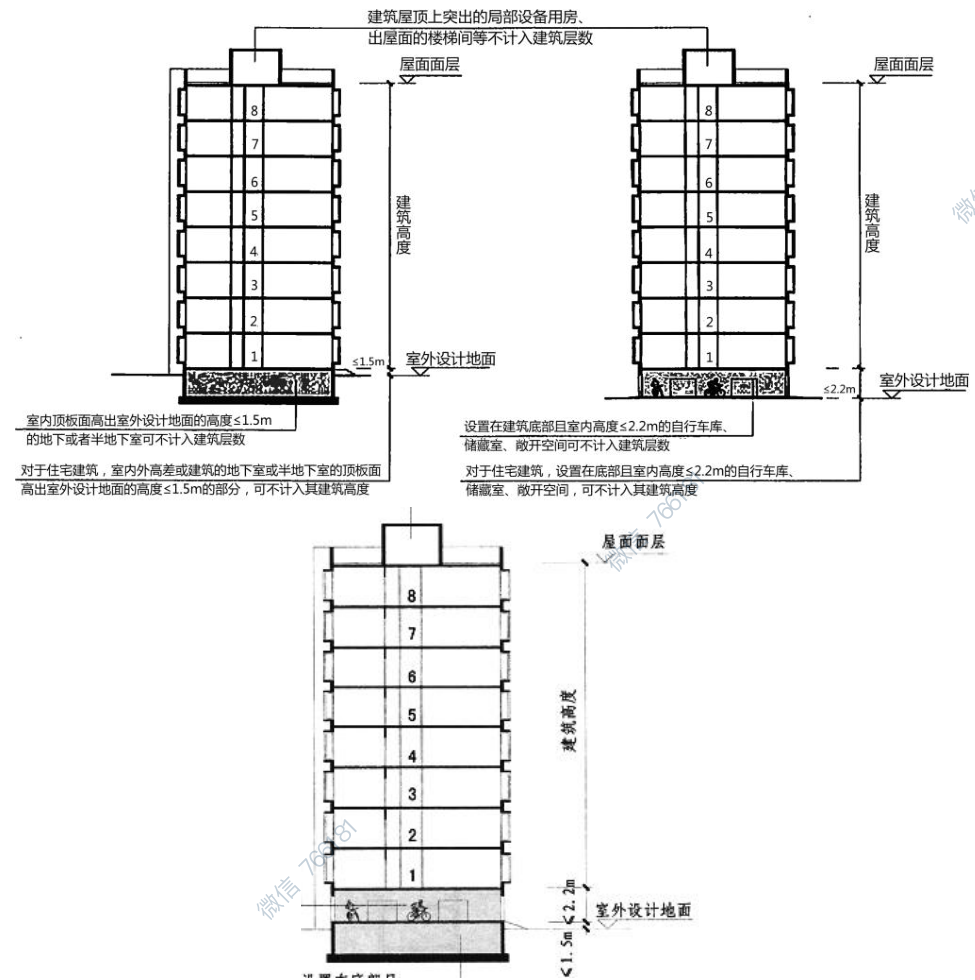 建筑屋顶上突出的局部设备用房、
出屋面的楼梯间等不计入建筑层数
屋面面层
8
7
6
5
4
3
2
1
建筑高度
≤1.5m
室外设计地面
室内顶板面高出室外设计地面的高度≤1.5m
的地下或者半地下室可不计入建筑层数
对于住宅建筑，室内外高差或建筑的地下室或半地下室的顶板面
高出室外设计地面的高度≤1.5m的部分，可不计入其建筑高度
屋面面层
8
7
6
5
4
3
2
1
建筑高度
≤2.2m
室外设计地面
设置在建筑底部且室内高度≤2.2m的自行车库、
储藏室、敞开空间可不计入建筑层数
对于住宅建筑，设置在底部且室内高度≤2.2m的自行车库、
储藏室、敞开空间，可不计入其建筑高度
微信
微信 766181
屋面面层
8
7
6
5
4
3
2
1
建筑高度
≤2.2m
≤1.5m
室外设计地面
微信 766181